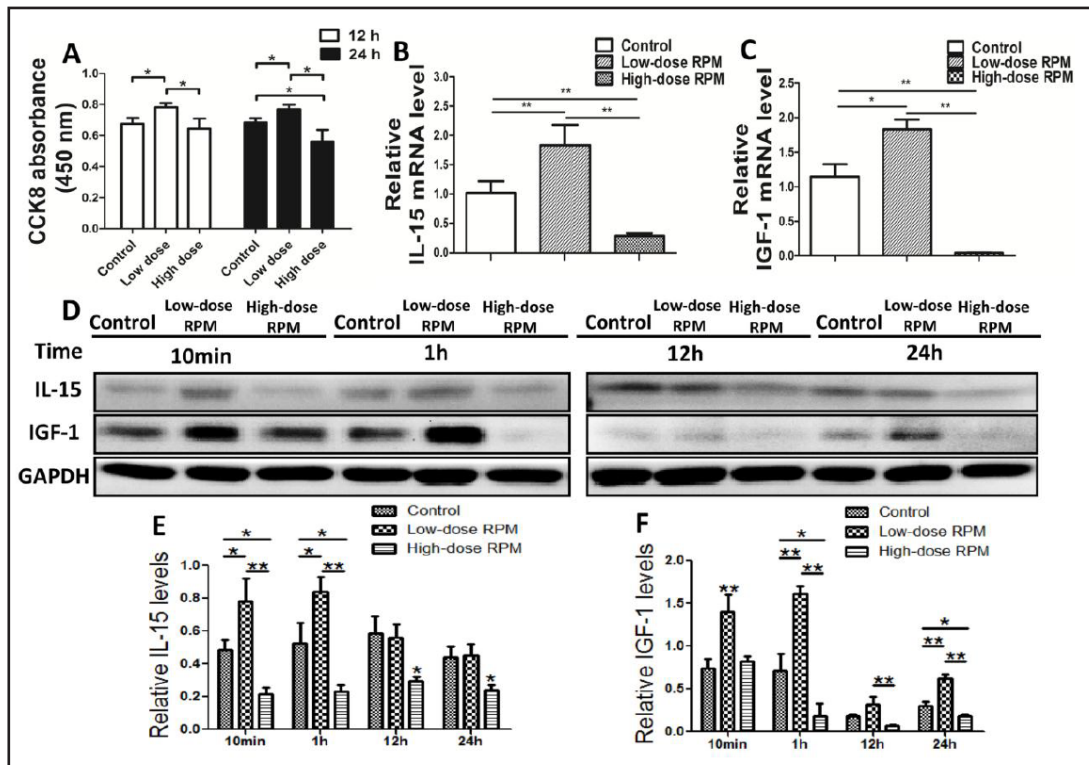 A
12 h
24 h
CCK8 absorbance
(450 nm)
1.0
0.8
0.6
0.4
0.2
0.0
* * * * *
Control
Low dose
High dose
Control
Low dose
High dose
B
Control
Low-dose RPM
High-dose RPM
Relative
IL-15 mRNA level
3.0
2.5
2.0
1.5
1.0
0.5
0.0
**
** **
C
Control
Low-dose RPM
High-dose RPM
Relative
IGF-1 mRNA level
2.5
2.0
1.5
1.0
0.5
0.0
**
* **
D
Control
Low-dose
RPM
High-dose
RPM
Control
Low-dose
RPM
High-dose
RPM
Control
Low-dose
RPM
High-dose
RPM
Control
Low-dose
RPM
High-dose
RPM
Time
10min
1h
12h
24h
IL-15
IGF-1
GAPDH
E
Control
Low-dose RPM
High-dose RPM
Relative IL-15 levels
1.0
0.8
0.6
0.4
0.2
0.0
* *
* ** * **
* *
10min 1h 12h 24h
F
Control
Low-dose RPM
High-dose RPM
Relative IGF-1 levels
2.0
1.5
1.0
0.5
0.0
**
*
** **
**
*
** **
10min 1h 12h 24h